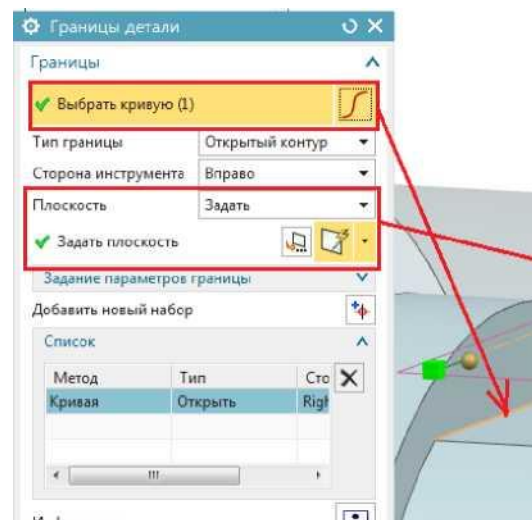 Границы детали
Границы
Выбрать кривую (1)
Тип границы Открытый контур
Сторона инструмента Вправо
Плоскость Задать
Задать плоскость
Задание параметров границы
Добавить новый набор
Список
Метод Тип Сто
Кривая Открыть Righ